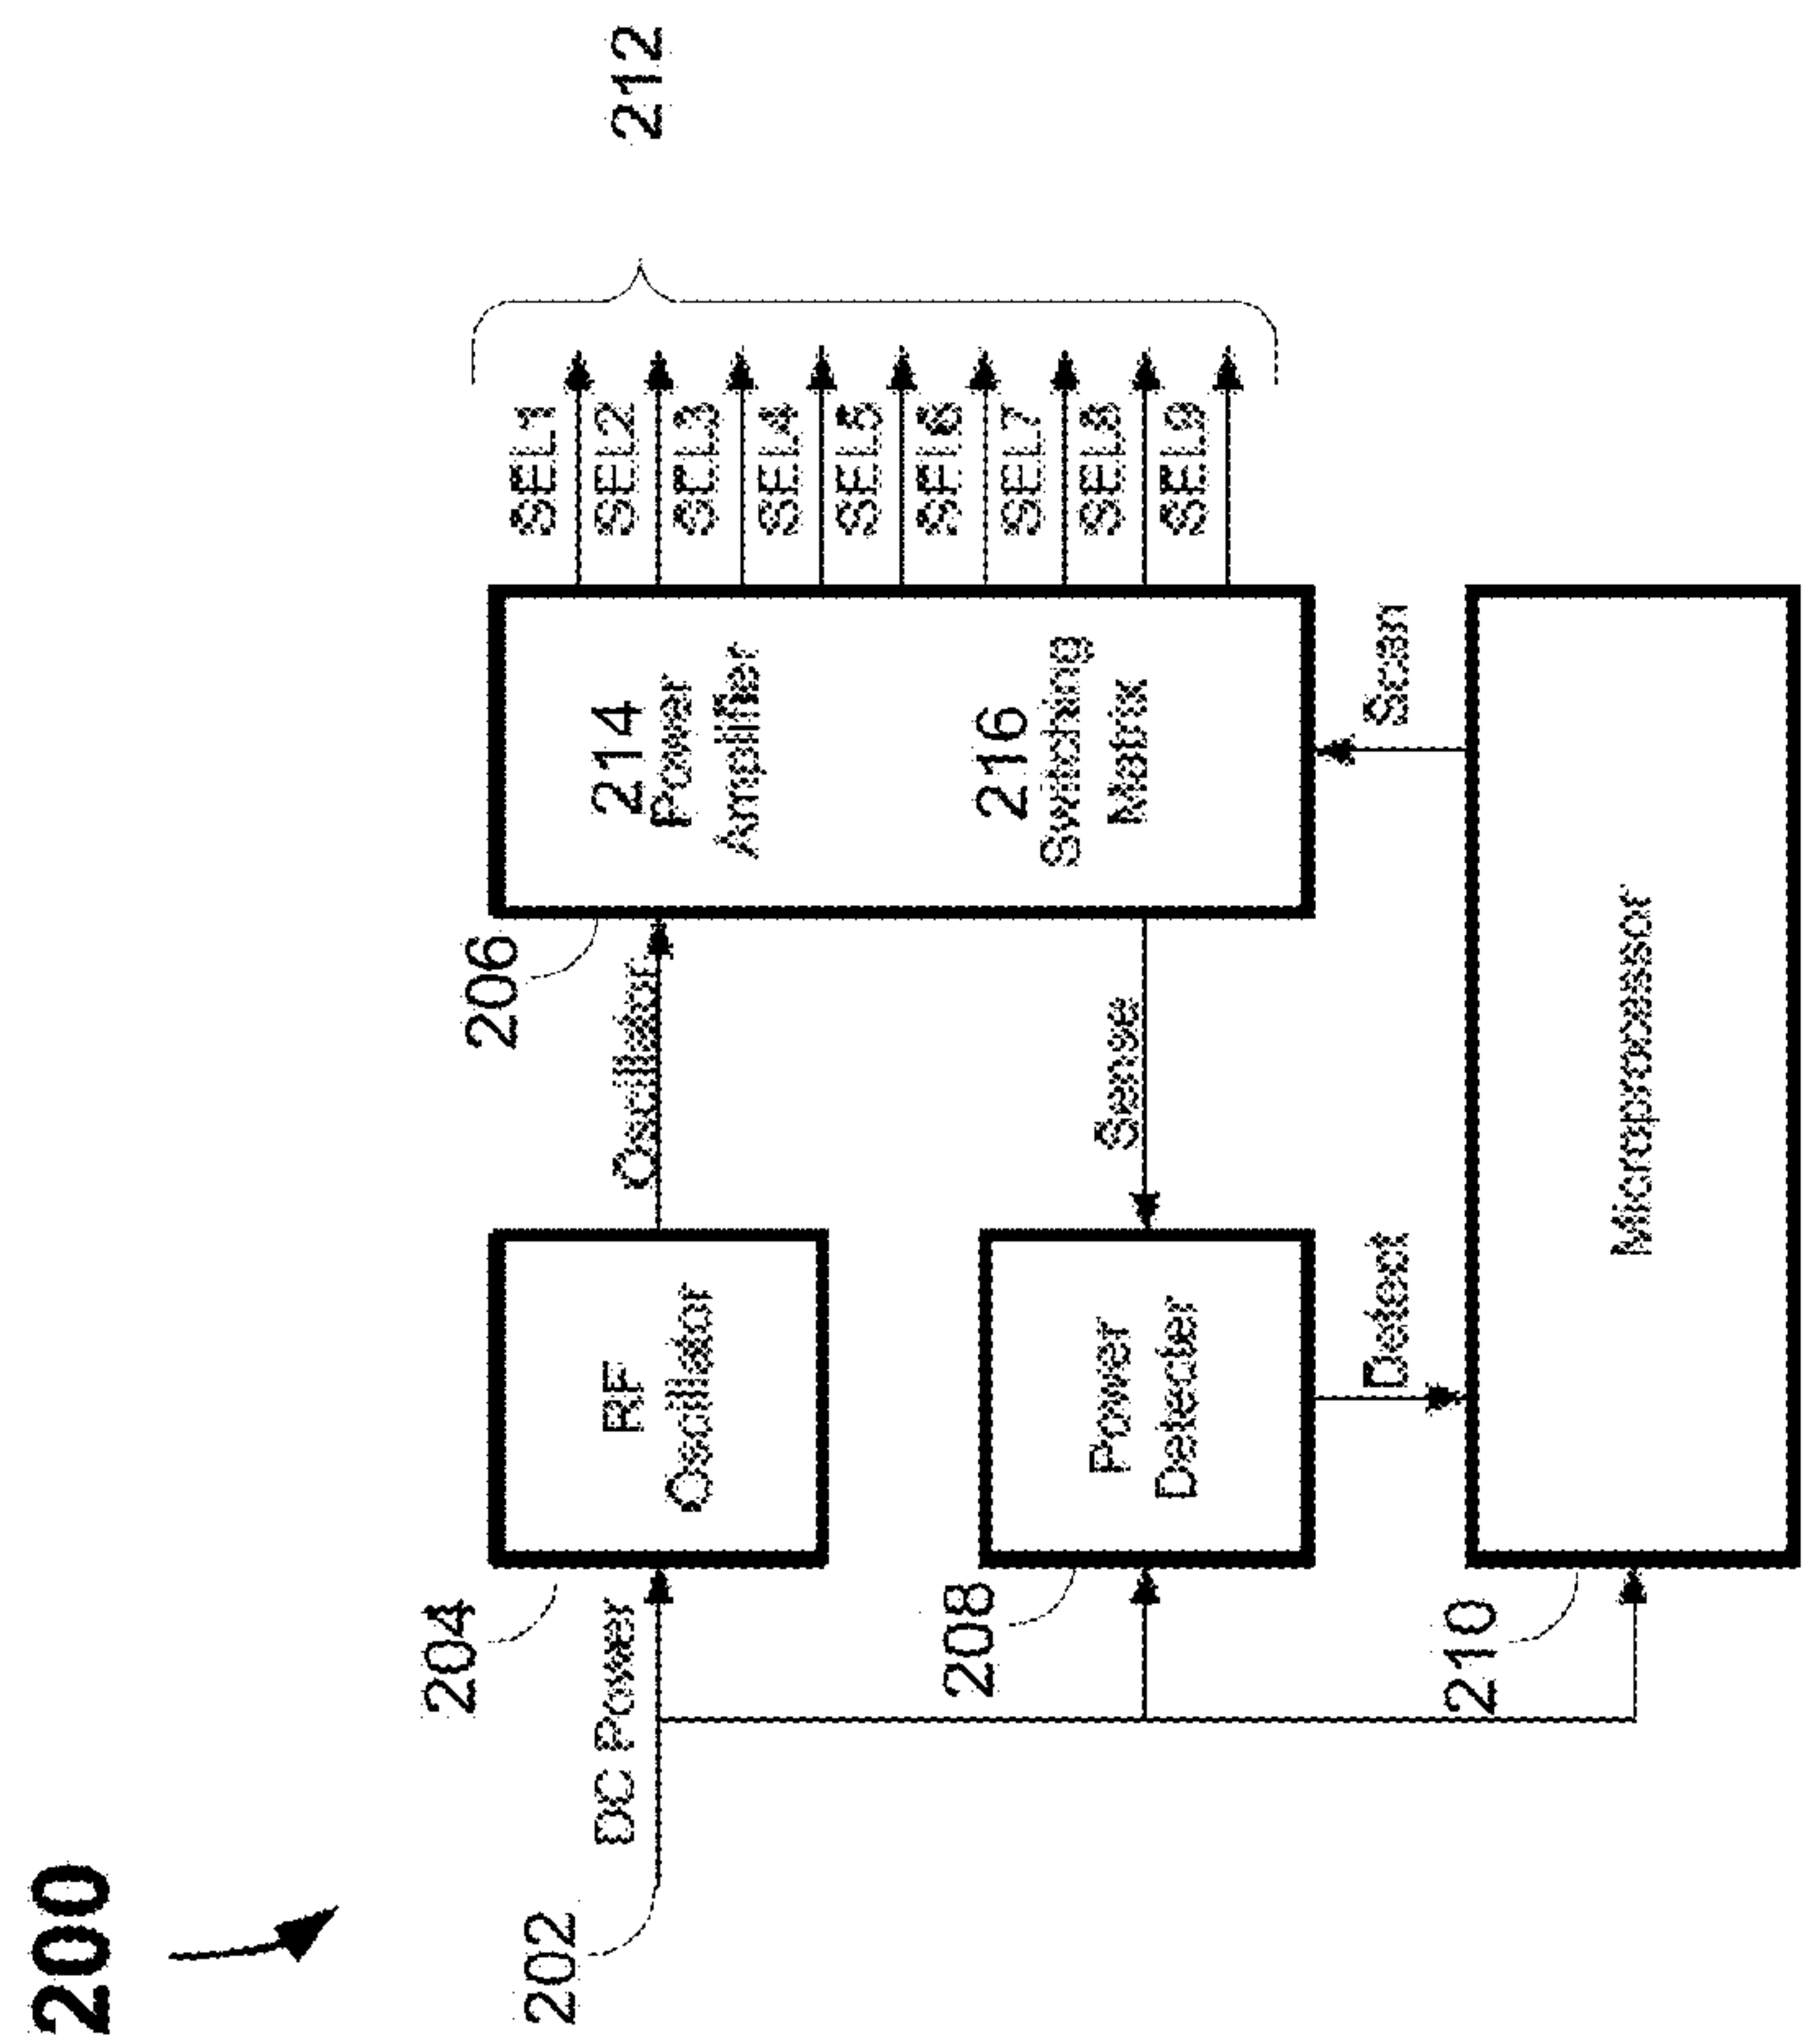 200
212
202
DC Power
204
RF
Oscillator
Oscillator
206
214
Power
Amplifier
216
Switching
Matrix
SEL1
SEL2
SEL3
SEL4
SEL5
SEL6
SEL7
SEL8
SEL9
208
Power
Detecter
Sense
Detect
Scan
210
Microprocessor